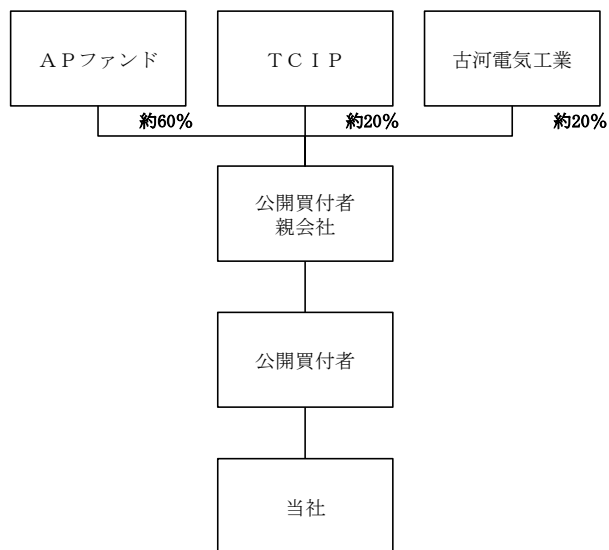 ＡＰファンド
ＴＣＩＰ
古河電気工業
約60%
約20%
約20%
公開買付者
親会社
公開買付者
当社